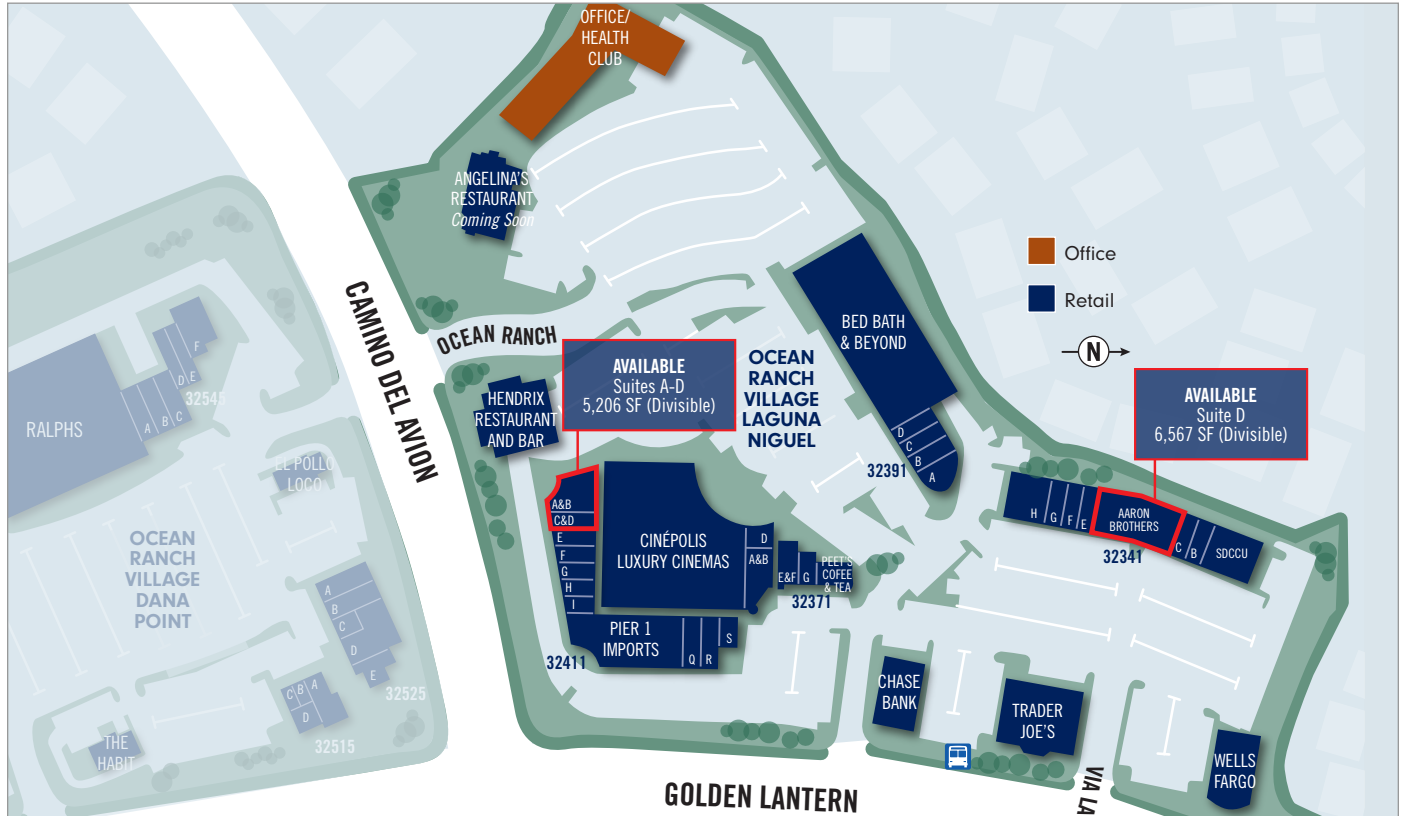 OFFICE/
HEALTH
CLUB
ANGELINA'S
RESTAURANT
Coming Soon
CAMINO DEL AVION
OCEAN RANCH
Office
Retail
N
BED BATH
& BEYOND
D
C
B
A
32391
AVAILABLE
Suites A-D
5,206 SF (Divisible)
OCEAN
RANCH
VILLAGE
LAGUNA
NIGUEL
AVAILABLE
Suite D
6,567 SF (Divisible)
HENDRIX
RESTAURANT
AND BAR
A&B
C&D
E
F
G
H
I
CINÉPOLIS
LUXURY CINEMAS
D
A&B
E&F
G
PEET'S
COFEE
& TEA
32371
PIER 1
IMPORTS
Q
R
S
32411
H
G
F
E
AARON
BROTHERS
C
B
SDCCU
32341
RALPHS
A
B
C
D
E
F
32545
EL POLLO
LOCO
OCEAN
RANCH
VILLAGE
DANA
POINT
A
B
C
D
E
32525
C
B
A
D
32515
THE
HABIT
CHASE
BANK
TRADER
JOE'S
WELLS
FARGO
GOLDEN LANTERN
VIA LA